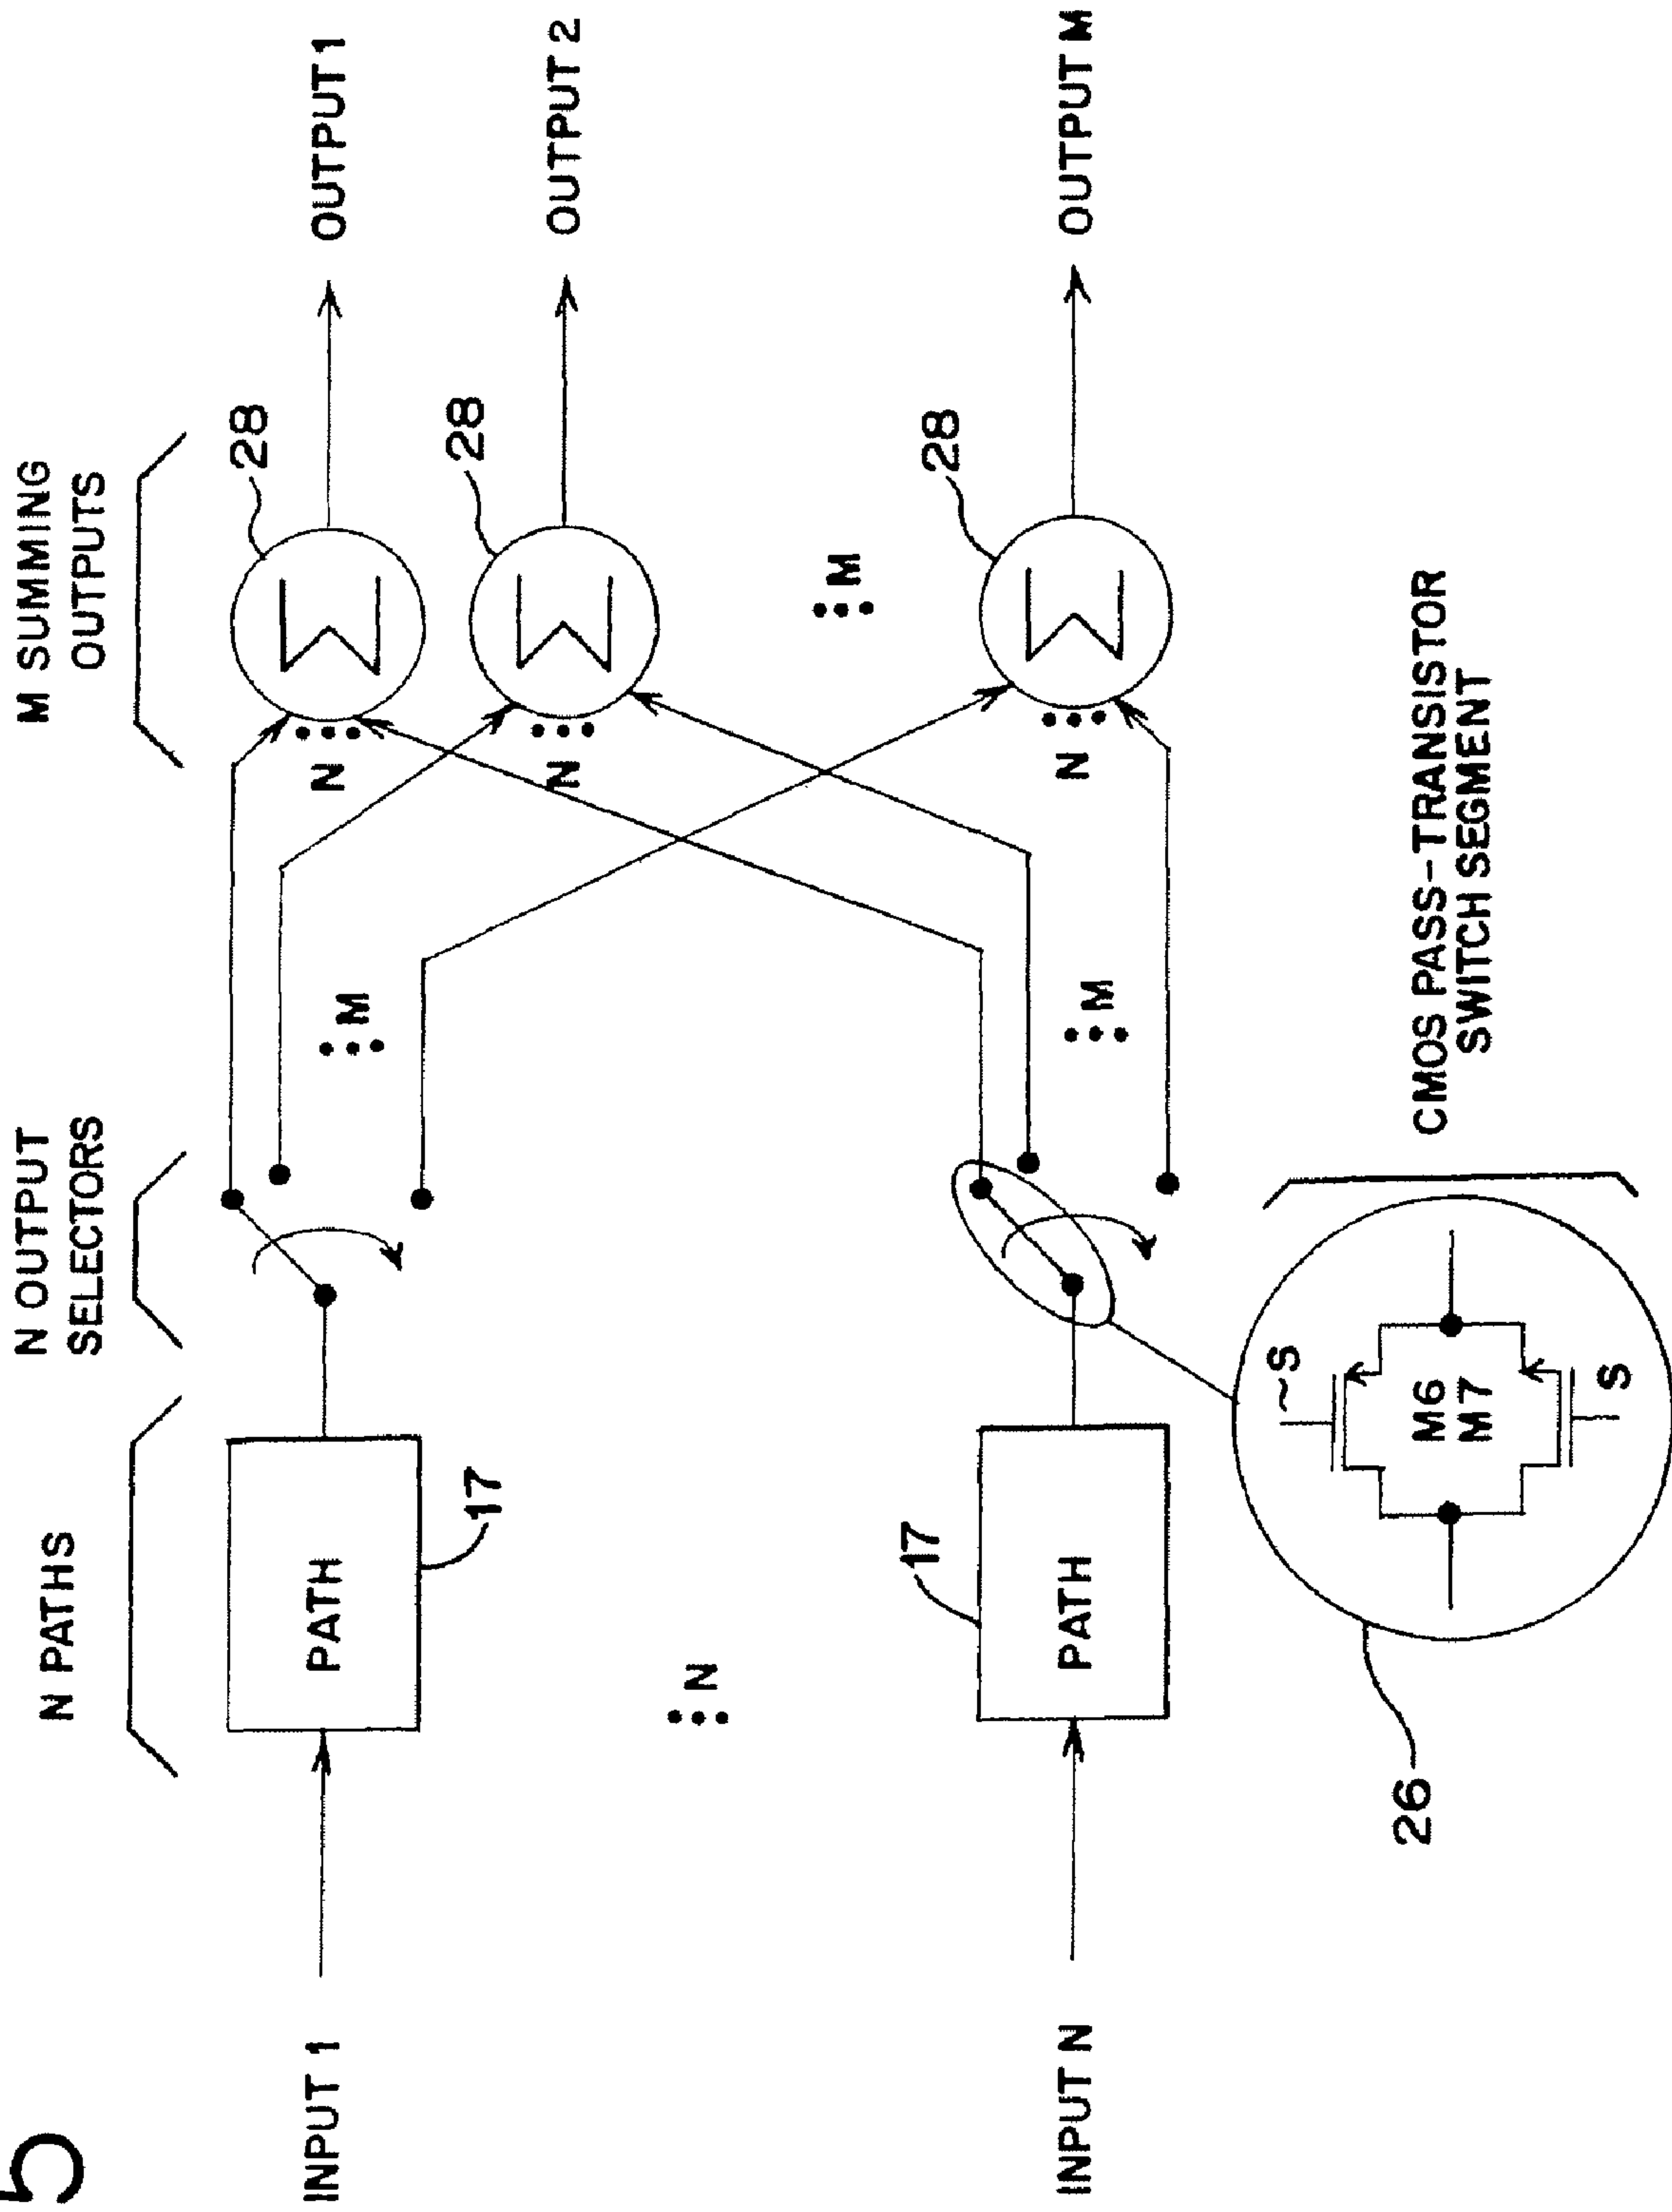 5
N PATHS
N OUTPUT
SELECTORS
M SUMMING
OUTPUTS
INPUT 1
PATH
17
M
N
Σ
28
OUTPUT 1
N
Σ
28
OUTPUT 2
N
M
INPUT N
PATH
17
M
N
Σ
28
OUTPUT M
26
~S
M6
M7
S
CMOS PASS-TRANSISTOR
SWITCH SEGMENT